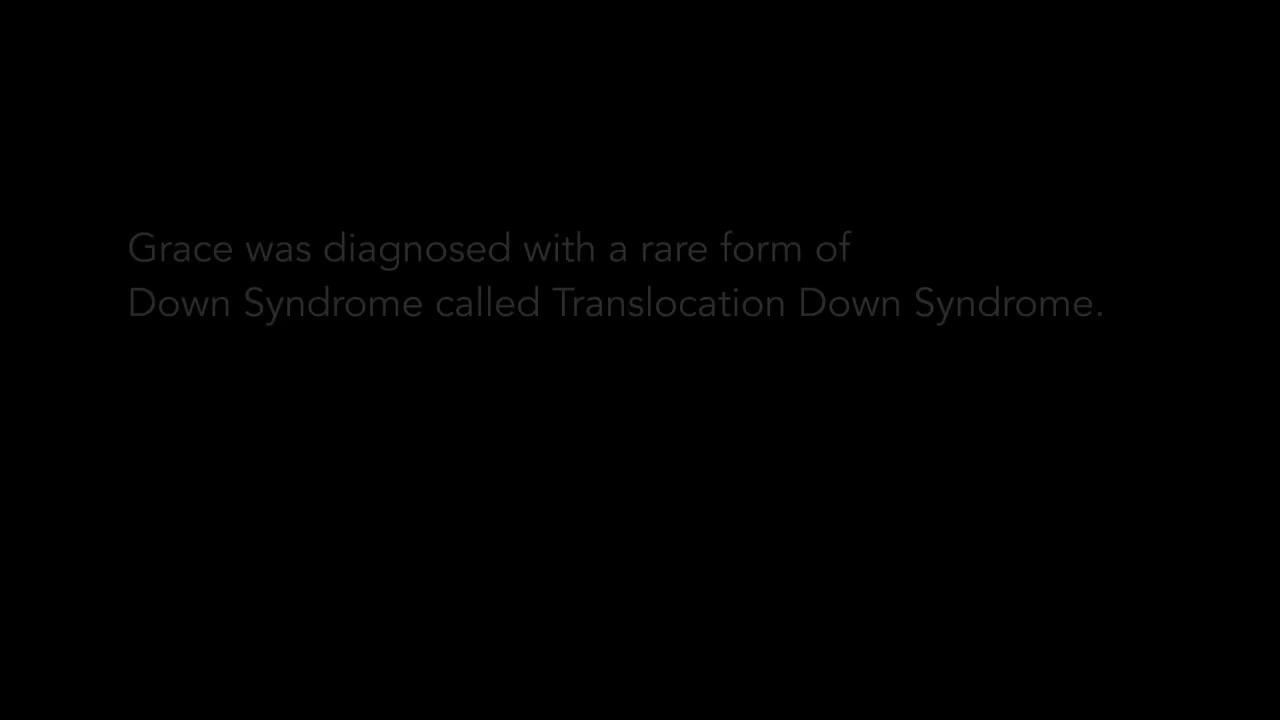 Grace was diagnosed with a rare form of
Down Syndrome called Translocation Down Syndrome.